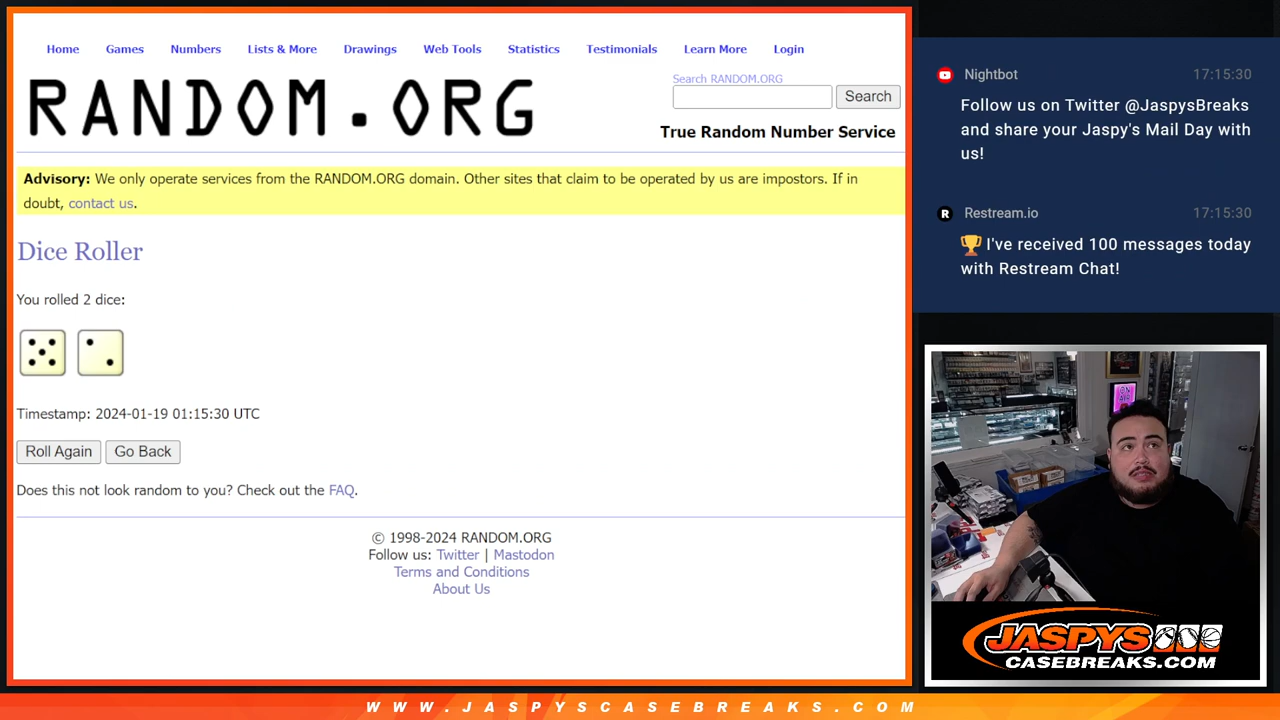 Home Games Numbers Lists & More Drawings Web Tools Statistics Testimonials Learn More Login
RANDOM.ORG
Search RANDOM.ORG
Search
True Random Number Service
Advisory: We only operate services from the RANDOM.ORG domain. Other sites that claim to be operated by us are impostors. If in
doubt, contact us.
Dice Roller
You rolled 2 dice:
Timestamp: 2024-01-19 01:15:30 UTC
Roll Again Go Back
Does this not look random to you? Check out the FAQ.
© 1998-2024 RANDOM.ORG
Follow us: Twitter | Mastodon
Terms and Conditions
About Us
Nightbot 17:15:30
Follow us on Twitter @JaspysBreaks
and share your Jaspy's Mail Day with
us!
R Restream.io 17:15:30
🏆 I've received 100 messages today
with Restream Chat!
ON
AIR
JASPYS
CASEBREAKS.COM
WWW.JASPYSCASEBREAKS.COM